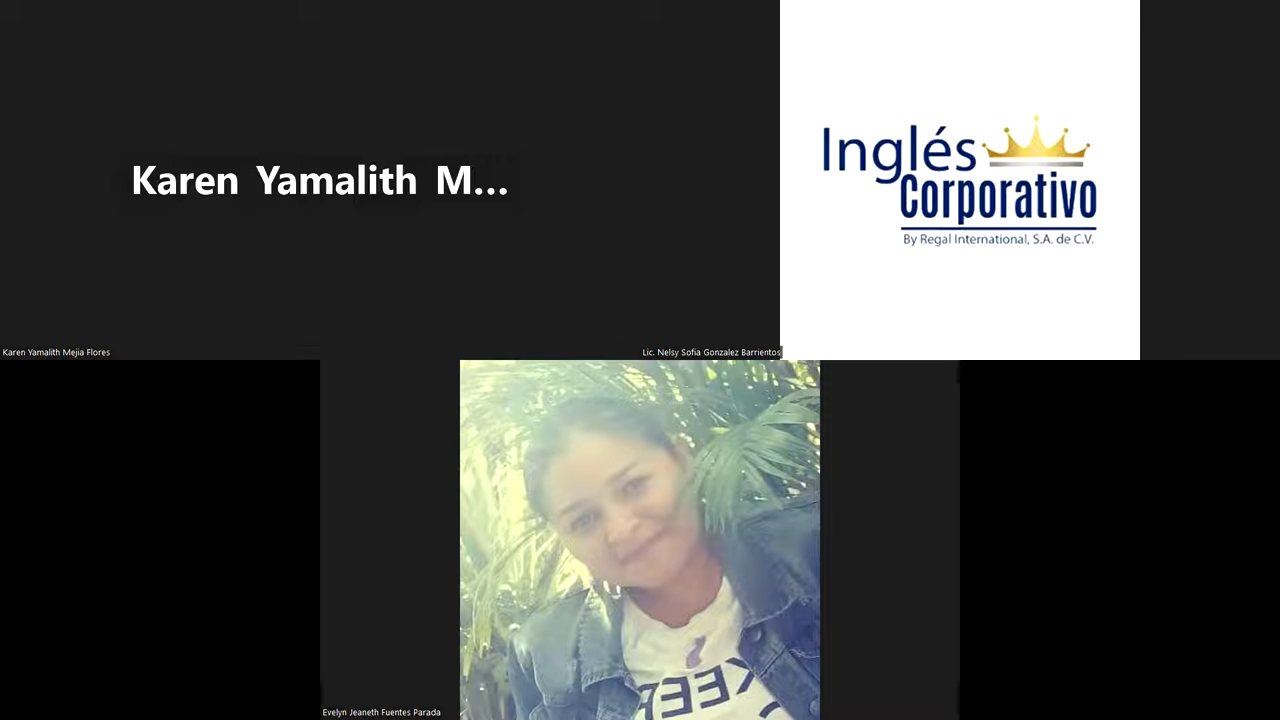 Karen Yamalith M...
Inglés
Corporativo
By Regal International, S.A. de C.V.
Karen Yamalith Mejia Flores
Lic. Nelsy Sofia Gonzalez Barrientos
Evelyn Jeaneth Fuentes Parada